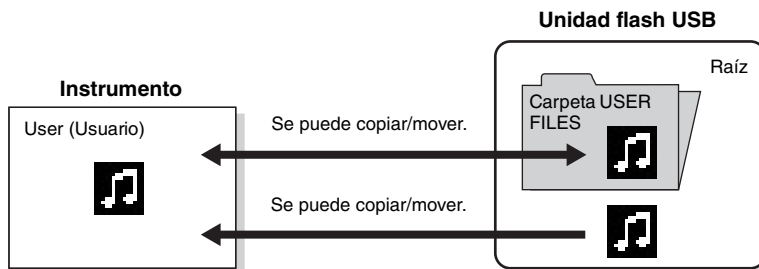 Unidad flash USB
Raíz
Instrumento
Carpeta USER
FILES
User (Usuario)
Se puede copiar/mover.
Se puede copiar/mover.